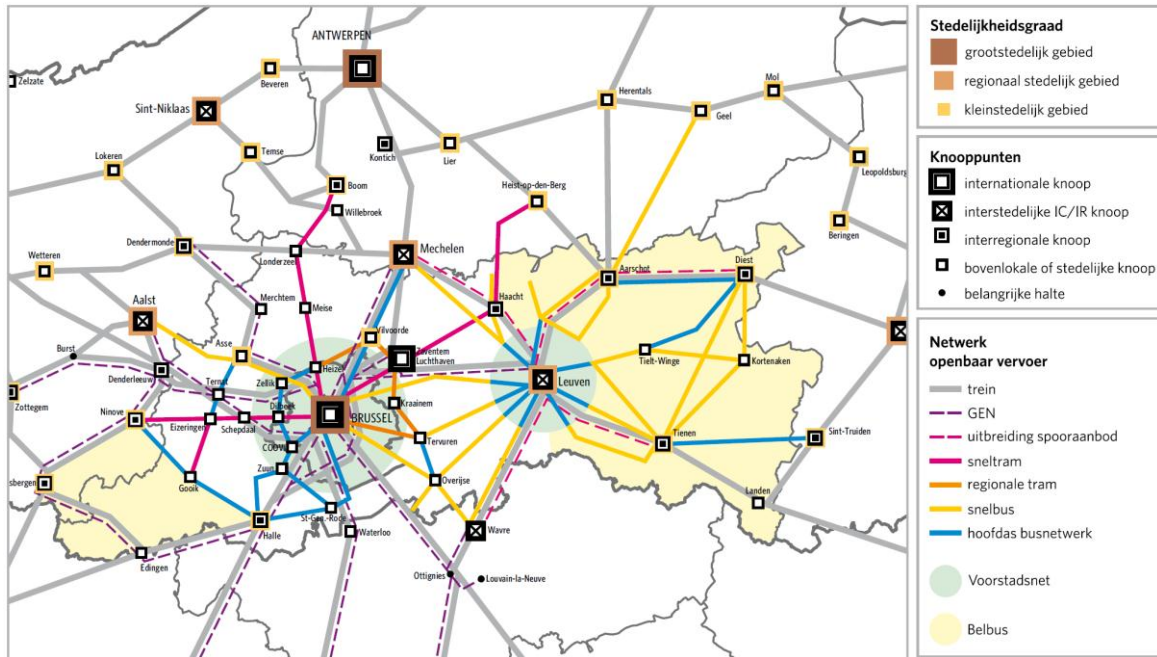 ANTWERPEN
Zelzate
Beveren
Mol
Herentals
Sint-Niklaas
Geel
Temse
Kontich
Lier
Leopoldsburg
Lokeren
Boom
Heist-op-den-Berg
Willebroek
Beringen
Dendermonde
Mechelen
Wetteren
Londerzeel
Aarschot
Diest
Aalst
Merchtem
Meise
Haacht
Vilvoorde
Asse
Burst
Zaventem
Luchthaven
Tielt-Winge
Kortenaken
Denderleeuw
Heizel
Ternat
Zellik
Leuven
Zottegem
Kraainem
Dilbeek
BRUSSEL
Ninove
Eizeringen
Schepdaal
Tervuren
Tienen
Sint-Truiden
COOVI
Zuun
Gooik
Overijse
sbergen
Landen
St-Gen.-Rode
Halle
Waterloo
Wavre
Edingen
Ottignies
Louvain-la-Neuve
Stedelijkheidsgraad
grootstedelijk gebied
regionaal stedelijk gebied
kleinstedelijk gebied
Knooppunten
internationale knoop
interstedelijke IC/IR knoop
interregionale knoop
bovenlokale of stedelijke knoop
belangrijke halte
Netwerk
openbaar vervoer
trein
GEN
uitbreiding spooraanbod
sneltram
regionale tram
snelbus
hoofdas busnetwerk
Voorstadsnet
Belbus